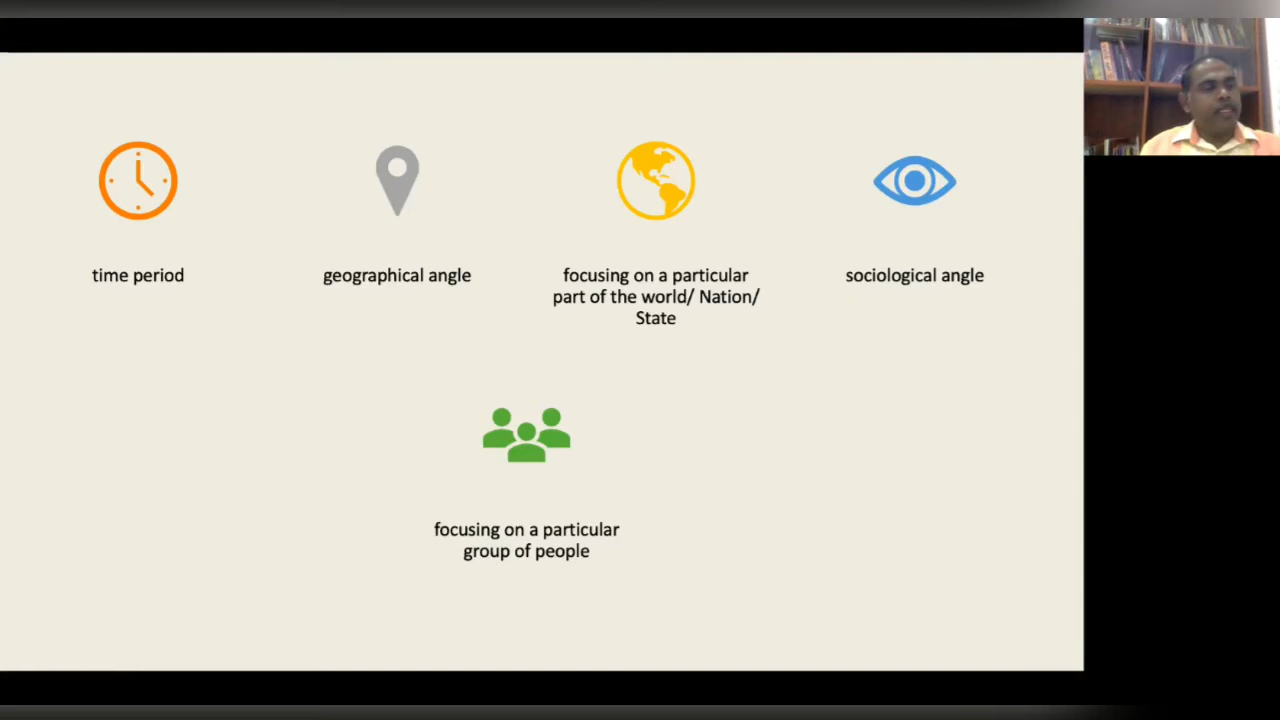 time period
geographical angle
focusing on a particular
part of the world/ Nation/
State
sociological angle
focusing on a particular
group of people